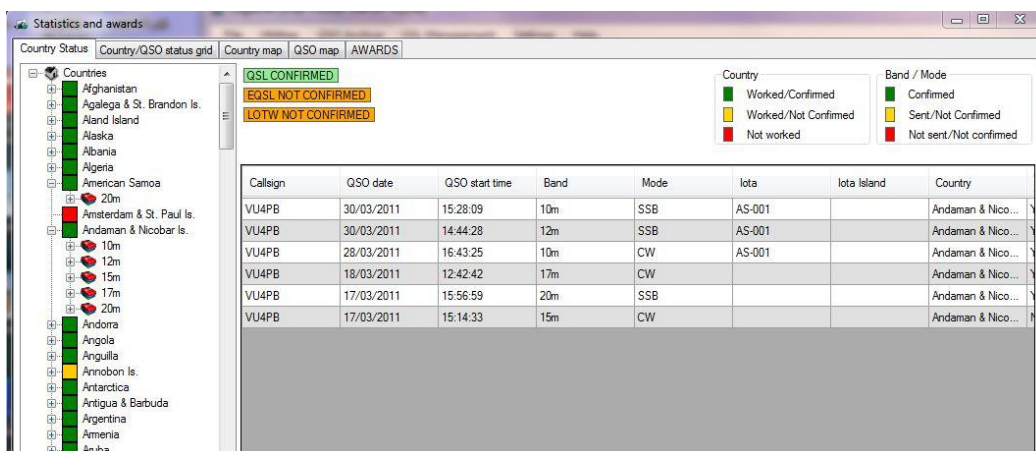 Statistics and awards
Country Status Country/QSO status grid Country map QSO map AWARDS
Countries
Afghanistan
Agalega & St. Brandon Is.
Aland Island
Alaska
Albania
Algeria
American Samoa
20m
Amsterdam & St. Paul Is.
Andaman & Nicobar Is.
10m
12m
15m
17m
20m
Andorra
Angola
Anguilla
Annobon Is.
Antarctica
Antigua & Barbuda
Argentina
Armenia
Aruba
QSL CONFIRMED
EQSL NOT CONFIRMED
LOTW NOT CONFIRMED
Country
Worked/Confirmed
Worked/Not Confirmed
Not worked
Band / Mode
Confirmed
Sent/Not Confirmed
Not sent/Not confirmed
Callsign QSO date QSO start time Band Mode Iota Iota Island Country
VU4PB 30/03/2011 15:28:09 10m SSB AS-001 Andaman & Nico...
VU4PB 30/03/2011 14:44:28 12m SSB AS-001 Andaman & Nico...
VU4PB 28/03/2011 16:43:25 10m CW AS-001 Andaman & Nico...
VU4PB 18/03/2011 12:42:42 17m CW Andaman & Nico...
VU4PB 17/03/2011 15:56:59 20m SSB Andaman & Nico...
VU4PB 17/03/2011 15:14:33 15m CW Andaman & Nico...